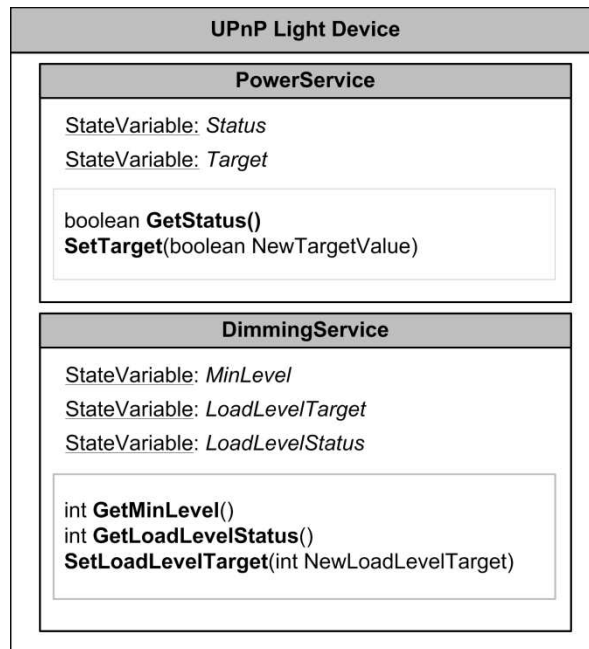 UPnP Light Device
PowerService
StateVariable: Status
StateVariable: Target
boolean GetStatus()
SetTarget(boolean NewTargetValue)
DimmingService
StateVariable: MinLevel
StateVariable: LoadLevelTarget
StateVariable: LoadLevelStatus
int GetMinLevel()
int GetLoadLevelStatus()
SetLoadLevelTarget(int NewLoadLevelTarget)